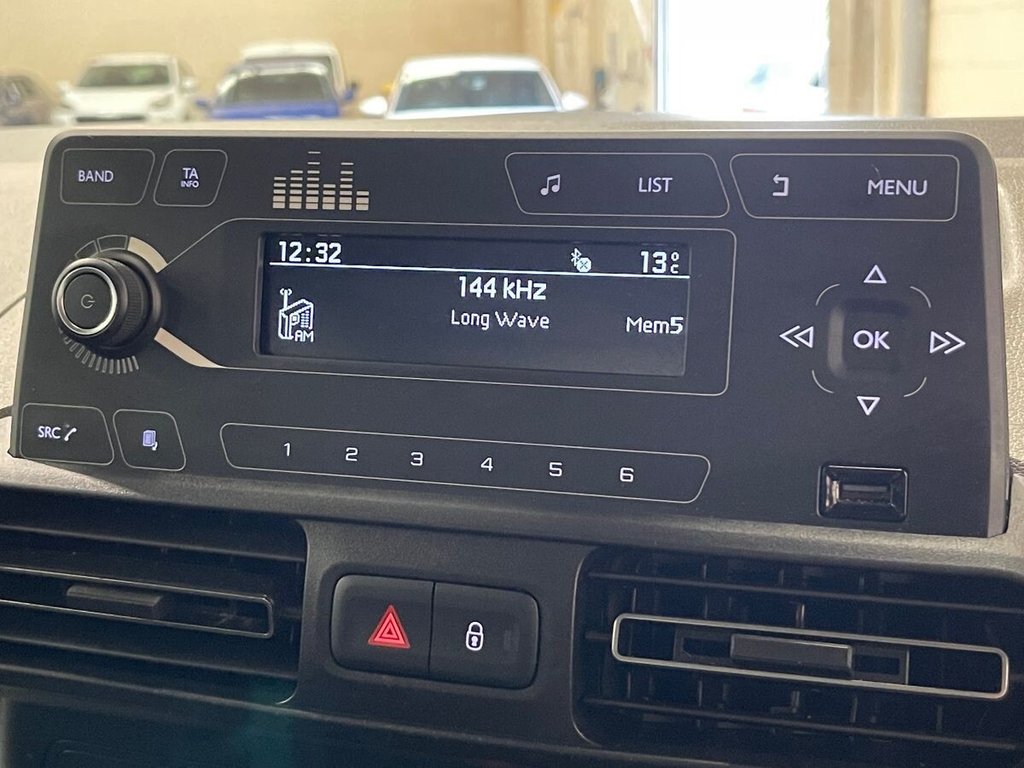 BAND
TA
INFO
LIST
MENU
12:32
13°C
144 kHz
Long Wave
Mem5
AM
OK
SRC
1 2 3 4 5 6